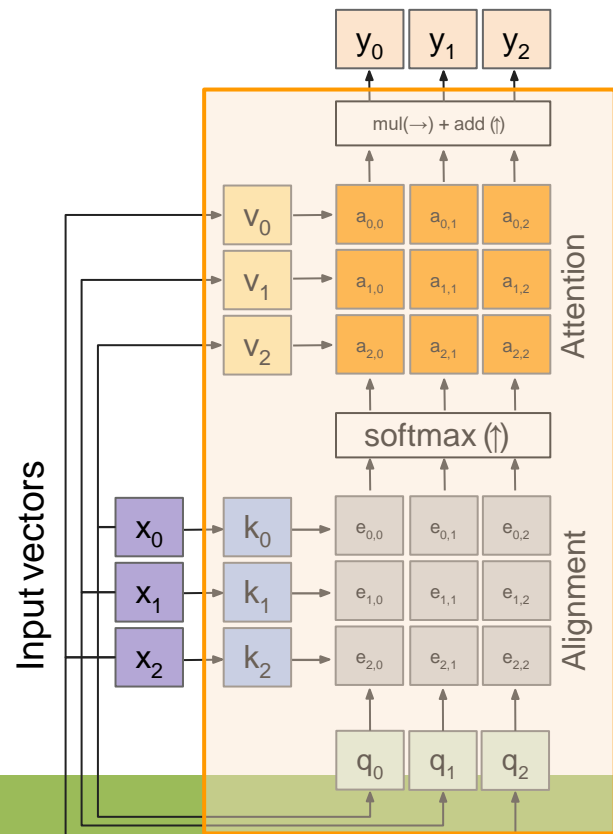 y0 y1 y2
mul(→) + add (↑)
v0 a0,0 a0,1 a0,2
v1 a1,0 a1,1 a1,2
v2 a2,0 a2,1 a2,2
Attention
softmax (↑)
Input vectors
x0 k0 e0,0 e0,1 e0,2
x1 k1 e1,0 e1,1 e1,2
x2 k2 e2,0 e2,1 e2,2
Alignment
q0 q1 q2